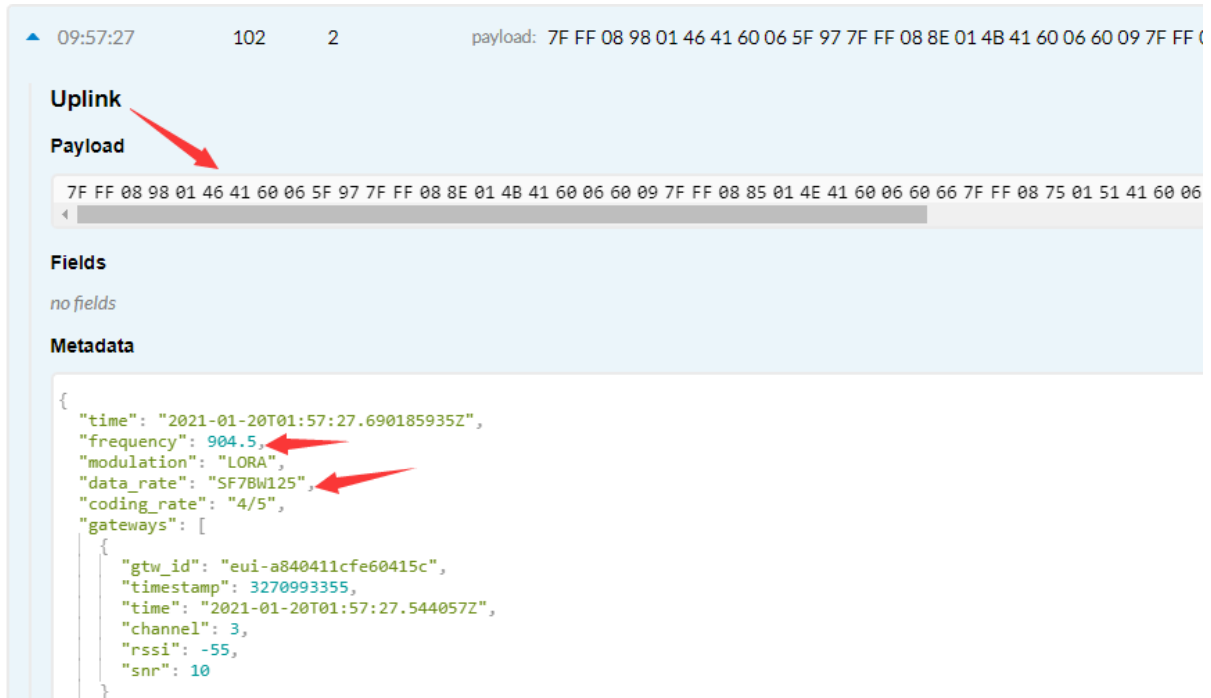 09:57:27 102 2 payload: 7F FF 08 98 01 46 41 60 06 5F 97 7F FF 08 8E 01 4B 41 60 06 60 09 7F FF
Uplink
Payload
7F FF 08 98 01 46 41 60 06 5F 97 7F FF 08 8E 01 4B 41 60 06 60 09 7F FF 08 85 01 4E 41 60 06 60 66 7F FF 08 75 01 51 41 60 06
Fields
no fields
Metadata
{
"time": "2021-01-20T01:57:27.690185935Z",
"frequency": 904.5,
"modulation": "LORA",
"data_rate": "SF7BW125",
"coding_rate": "4/5",
"gateways": [
{
"gtw_id": "eui-a840411cfe60415c",
"timestamp": 3270993355,
"time": "2021-01-20T01:57:27.544057Z",
"channel": 3,
"rssi": -55,
"snr": 10
}